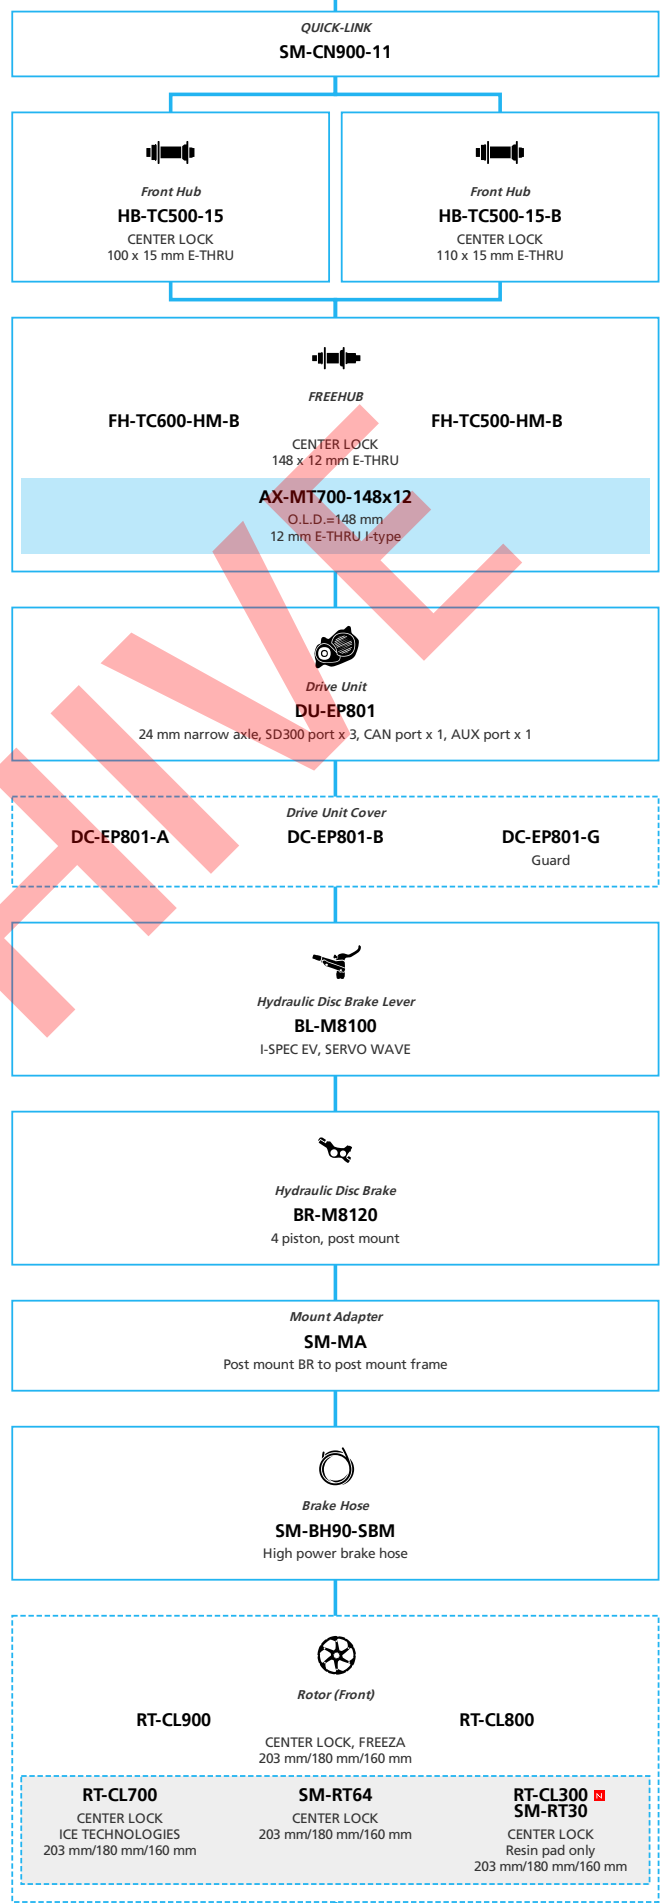 QUICK-LINK
SM-CN900-11
Front Hub
HB-TC500-15
CENTER LOCK
100 x 15 mm E-THRU
Front Hub
HB-TC500-15-B
CENTER LOCK
110 x 15 mm E-THRU
FREEHUB
FH-TC600-HM-B
FH-TC500-HM-B
CENTER LOCK
148 x 12 mm E-THRU
AX-MT700-148x12
O.L.D.=148 mm
12 mm E-THRU I-type
Drive Unit
DU-EP801
24 mm narrow axle, SD300 port x 3, CAN port x 1, AUX port x 1
Drive Unit Cover
DC-EP801-A
DC-EP801-B
DC-EP801-G
Guard
Hydraulic Disc Brake Lever
BL-M8100
I-SPEC EV, SERVO WAVE
Hydraulic Disc Brake
BR-M8120
4 piston, post mount
Mount Adapter
SM-MA
Post mount BR to post mount frame
Brake Hose
SM-BH90-SBM
High power brake hose
Rotor (Front)
RT-CL900
RT-CL800
CENTER LOCK, FREEZA
203 mm/180 mm/160 mm
RT-CL700
CENTER LOCK
ICE TECHNOLOGIES
203 mm/180 mm/160 mm
SM-RT64
CENTER LOCK
203 mm/180 mm/160 mm
RT-CL300 N
SM-RT30
CENTER LOCK
Resin pad only
203 mm/180 mm/160 mm
HIVE